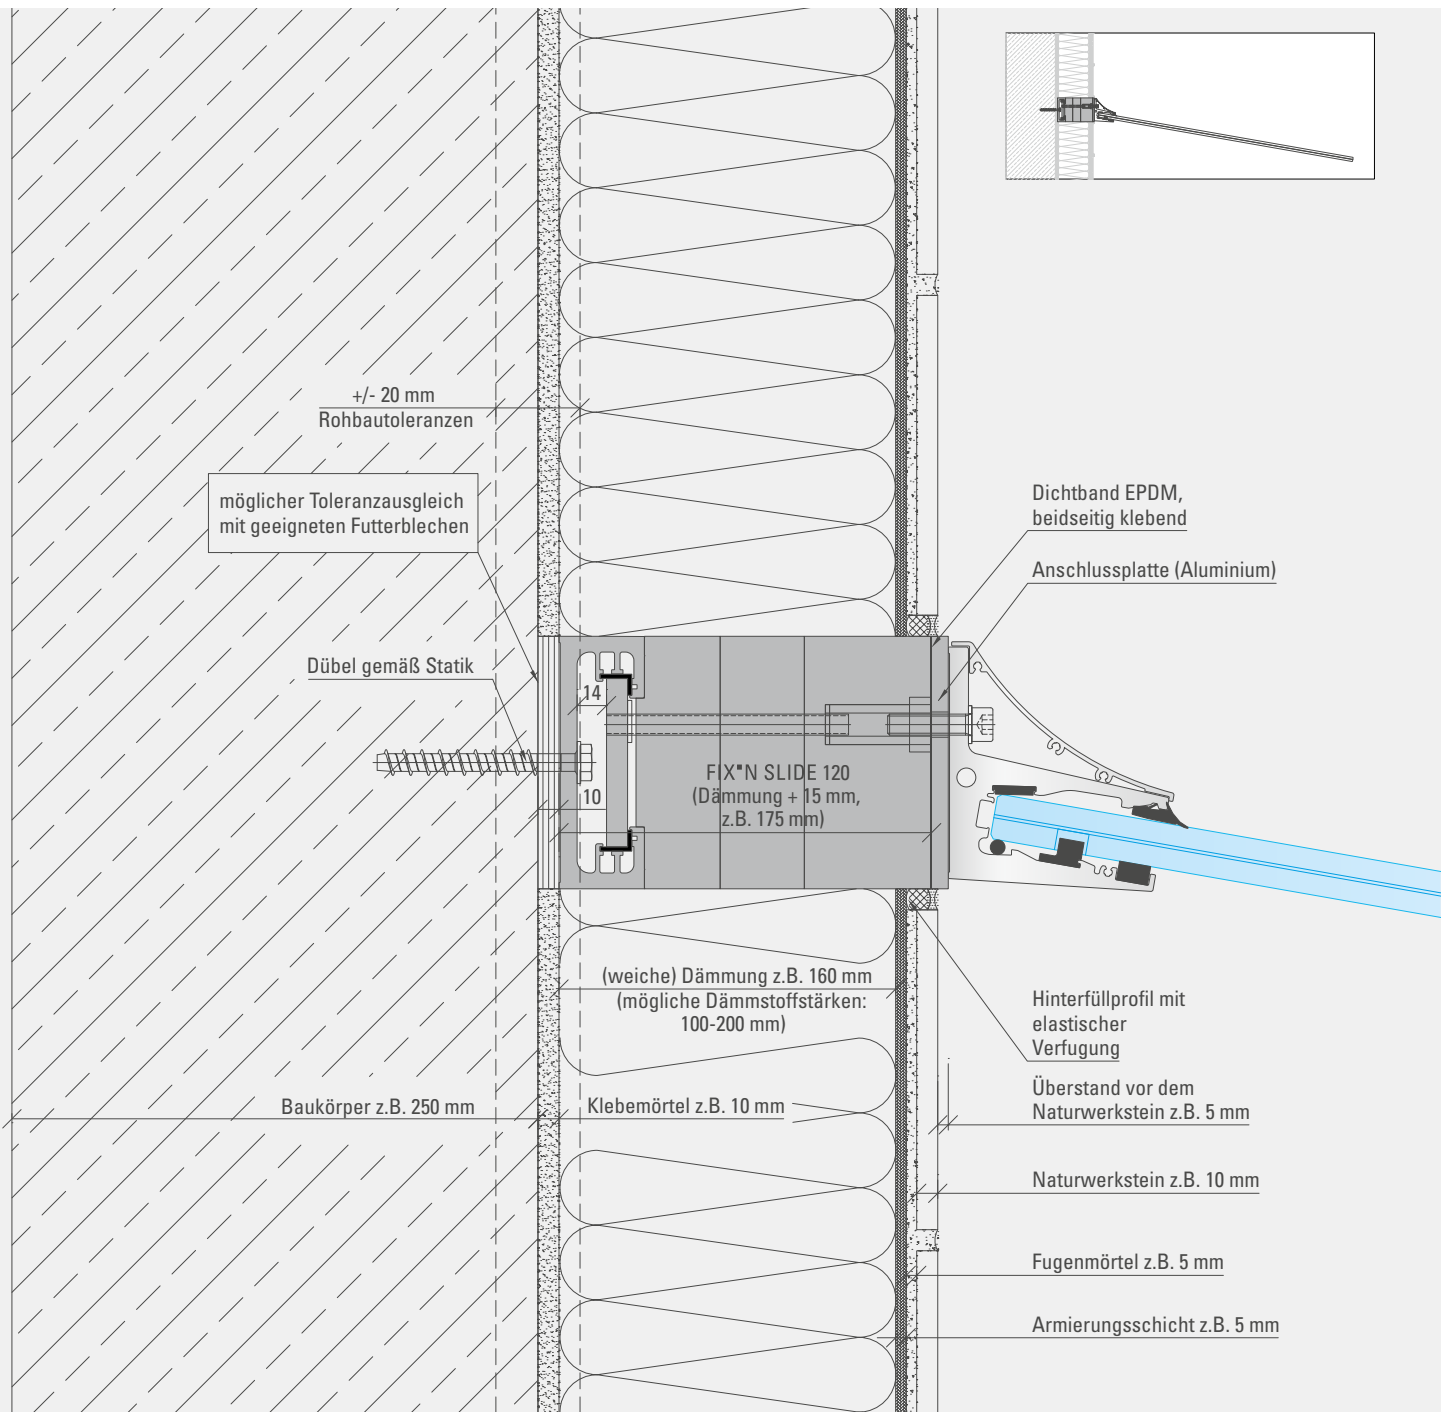 +/- 20 mm
Rohbautoleranzen
möglicher Toleranzausgleich
mit geeigneten Futterblechen
Dichtband EPDM,
beidseitig klebend
Anschlussplatte (Aluminium)
Dübel gemäß Statik
14
10
FIX■N SLIDE 120
(Dämmung + 15 mm,
z.B. 175 mm)
(weiche) Dämmung z.B. 160 mm
(mögliche Dämmstoffstärken:
100-200 mm)
Hinterfüllprofil mit
elastischer
Verfugung
Überstand vor dem
Naturwerkstein z.B. 5 mm
Baukörper z.B. 250 mm
Klebemörtel z.B. 10 mm
Naturwerkstein z.B. 10 mm
Fugenmörtel z.B. 5 mm
Armierungsschicht z.B. 5 mm